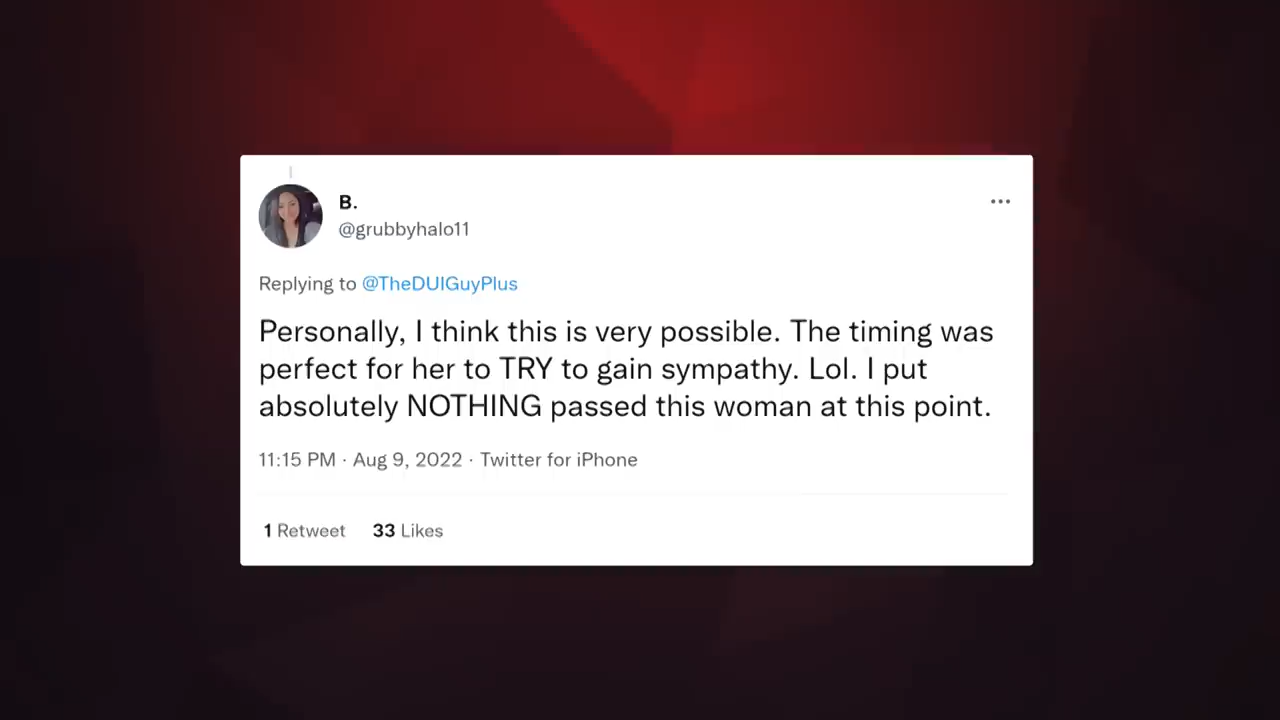 B.
@grubbyhalo11
Replying to @TheDUIGuyPlus
Personally, I think this is very possible. The timing was
perfect for her to TRY to gain sympathy. Lol. I put
absolutely NOTHING passed this woman at this point.
11:15 PM · Aug 9, 2022 · Twitter for iPhone
1 Retweet 33 Likes